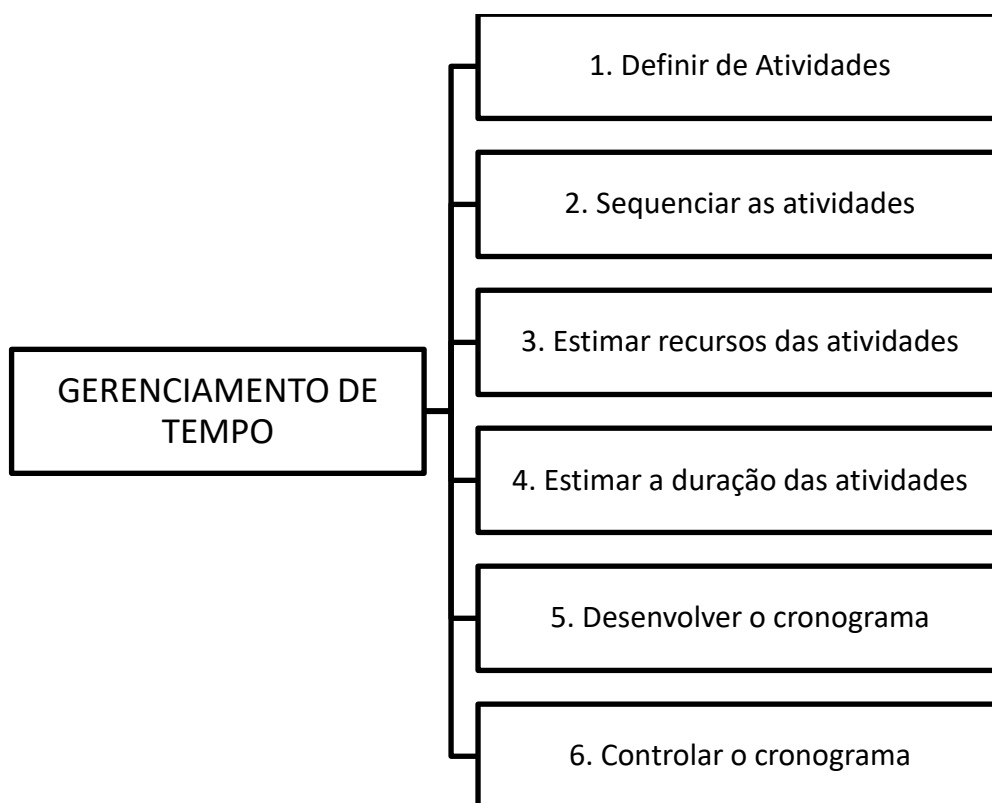 1. Definir de Atividades
2. Sequenciar as atividades
3. Estimar recursos das atividades
GERENCIAMENTO DE
TEMPO
4. Estimar a duração das atividades
5. Desenvolver o cronograma
6. Controlar o cronograma